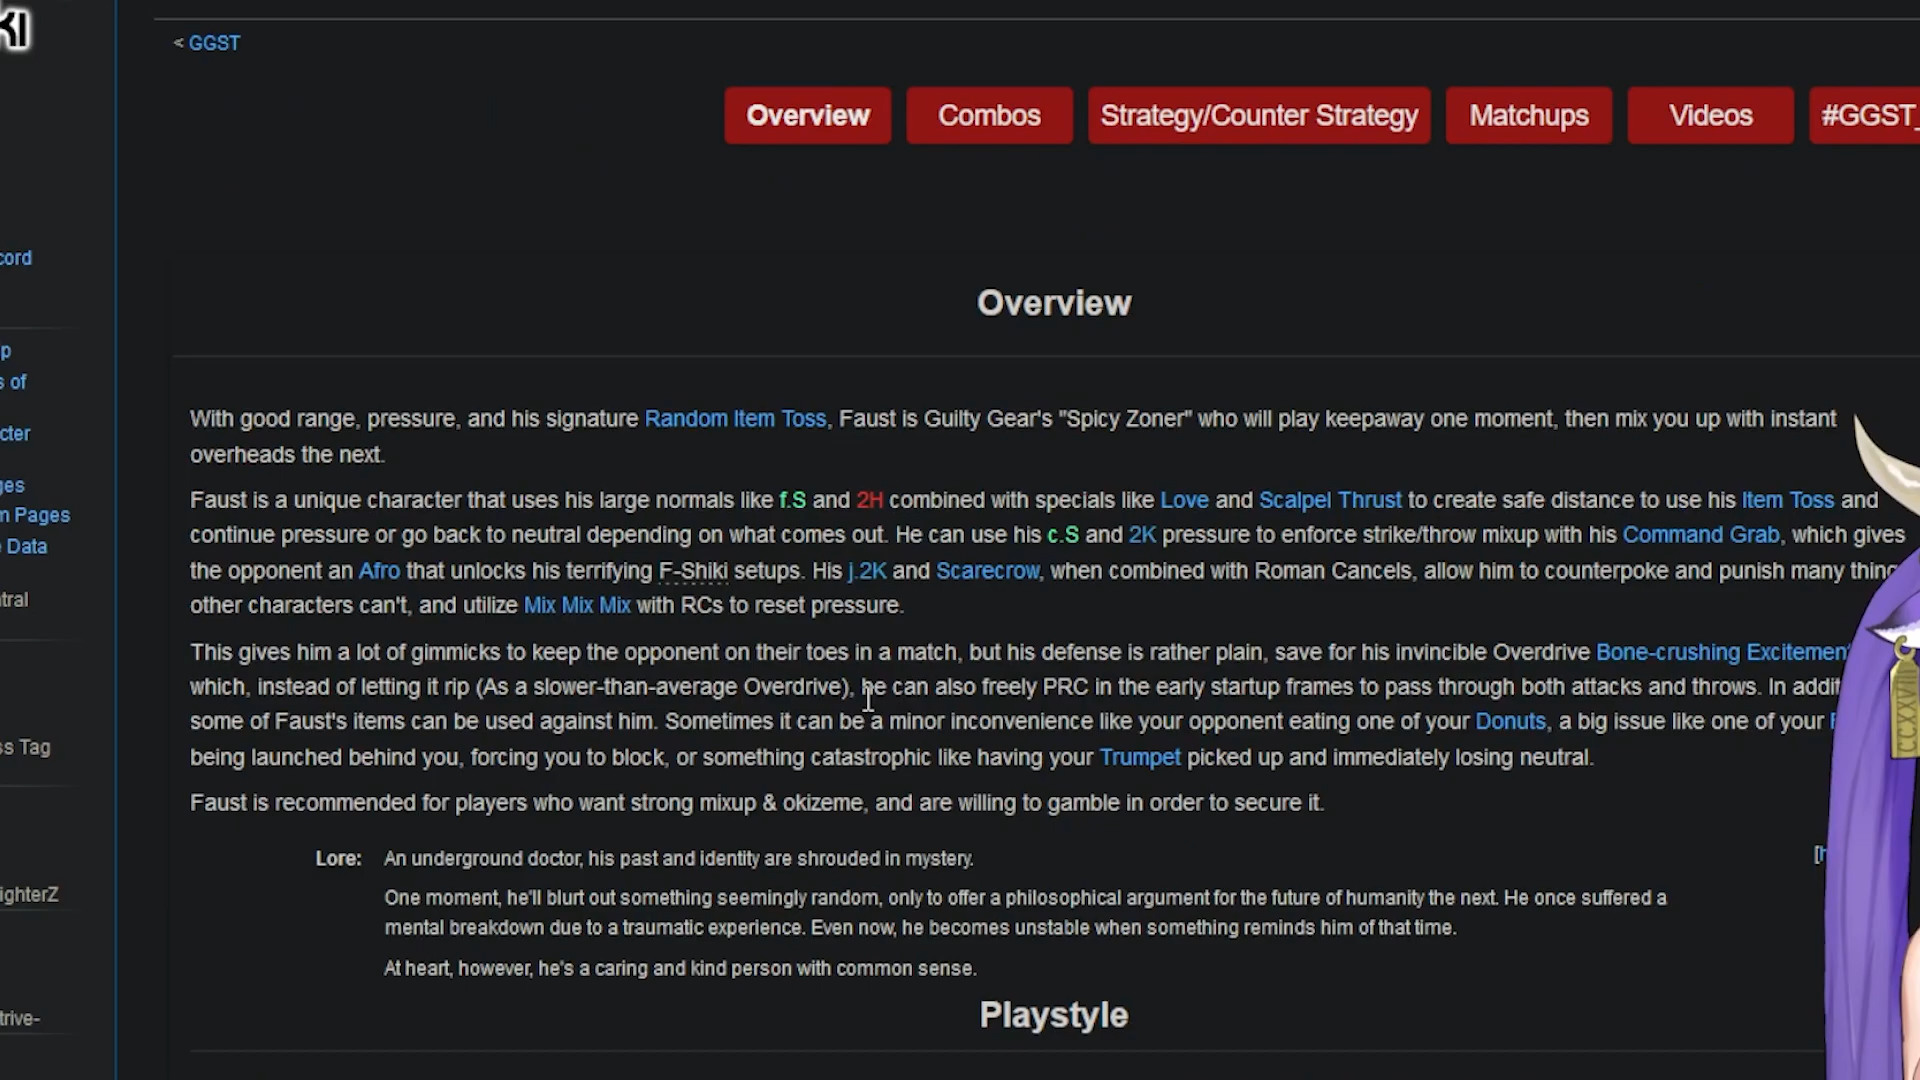 KI
< GGST
Overview Combos Strategy/Counter Strategy Matchups Videos #GGST_
cord
Overview
p
s of
With good range, pressure, and his signature Random Item Toss, Faust is Guilty Gear's "Spicy Zoner" who will play keepaway one moment, then mix you up with instant
cter
overheads the next.
ges
Faust is a unique character that uses his large normals like f.S and 2H combined with specials like Love and Scalpel Thrust to create safe distance to use his Item Toss and
n Pages
continue pressure or go back to neutral depending on what comes out. He can use his c.S and 2K pressure to enforce strike/throw mixup with his Command Grab, which gives
Data
the opponent an Afro that unlocks his terrifying F-Shiki setups. His j.2K and Scarecrow, when combined with Roman Cancels, allow him to counterpoke and punish many thing
tral
other characters can't, and utilize Mix Mix Mix with RCs to reset pressure.
This gives him a lot of gimmicks to keep the opponent on their toes in a match, but his defense is rather plain, save for his invincible Overdrive Bone-crushing Excitement
which, instead of letting it rip (As a slower-than-average Overdrive), he can also freely PRC in the early startup frames to pass through both attacks and throws. In addit
some of Faust's items can be used against him. Sometimes it can be a minor inconvenience like your opponent eating one of your Donuts, a big issue like one of your
ss Tag
being launched behind you, forcing you to block, or something catastrophic like having your Trumpet picked up and immediately losing neutral.
Faust is recommended for players who want strong mixup & okizeme, and are willing to gamble in order to secure it.
Lore: An underground doctor, his past and identity are shrouded in mystery.
ighterZ
One moment, he'll blurt out something seemingly random, only to offer a philosophical argument for the future of humanity the next. He once suffered a
mental breakdown due to a traumatic experience. Even now, he becomes unstable when something reminds him of that time.
At heart, however, he's a caring and kind person with common sense.
trive-
Playstyle
CCXXVIII